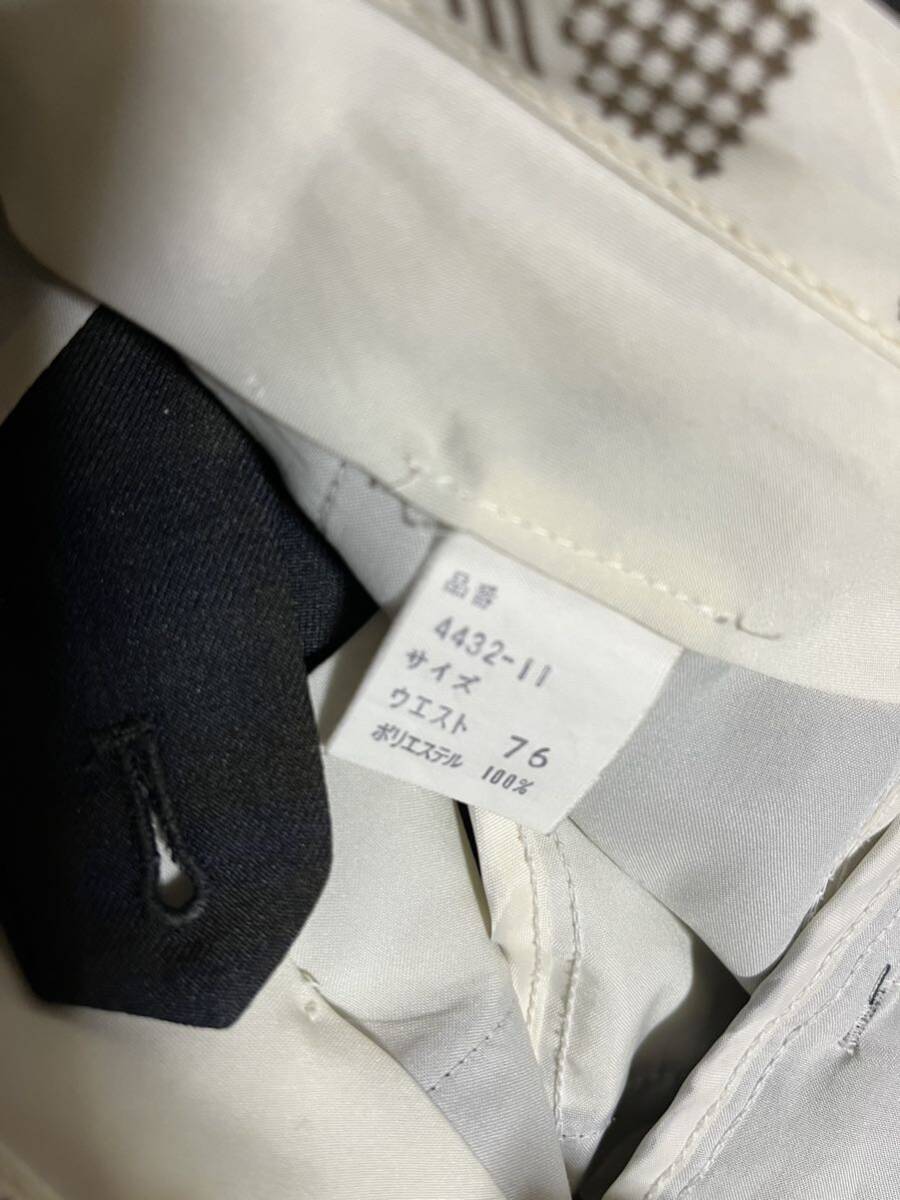 品番
4432-11
サイズ
ウエスト 76
ポリエステル 100%